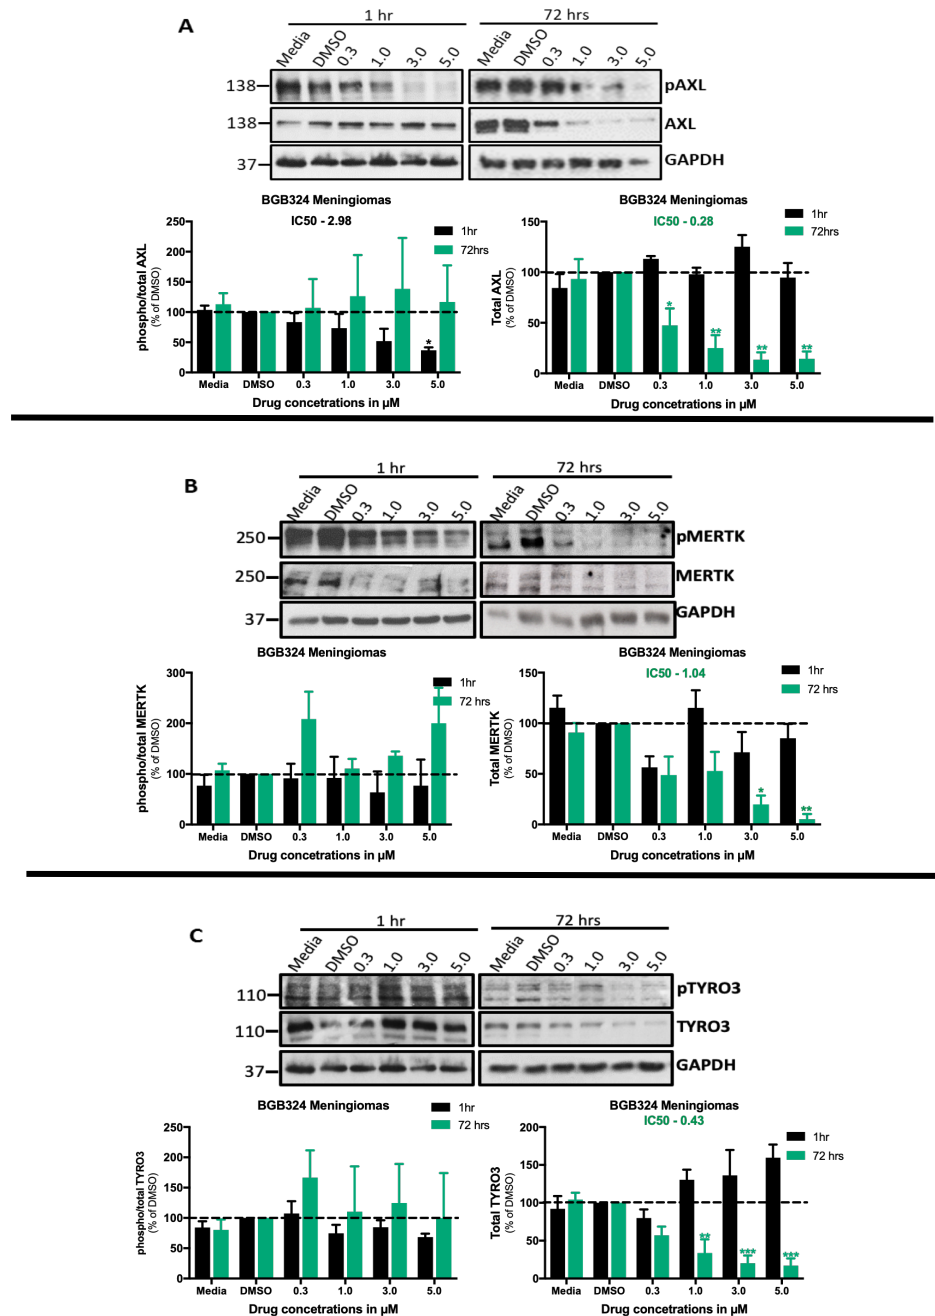 A
1 hr
72 hrs
Media DMSO 0.3 1.0 3.0 5.0
Media DMSO 0.3 1.0 3.0 5.0
138 pAXL
138 AXL
37 GAPDH
BGB324 Meningiomas
IC50 - 2.98
1hr
72hrs
phospho/total AXL
(% of DMSO)
250
200
150
100
50
0
*
Media DMSO 0.3 1.0 3.0 5.0
Drug concetrations in µM
BGB324 Meningiomas
IC50 - 0.28
1hr
72hrs
Total AXL
(% of DMSO)
150
100
50
0
* ** ** **
Media DMSO 0.3 1.0 3.0 5.0
Drug concetrations in µM
B
1 hr
72 hrs
Media DMSO 0.3 1.0 3.0 5.0
Media DMSO 0.3 1.0 3.0 5.0
250 pMERTK
250 MERTK
37 GAPDH
BGB324 Meningiomas
1hr
72 hrs
phospho/total MERTK
(% of DMSO)
300
200
100
0
Media DMSO 0.3 1.0 3.0 5.0
Drug concetrations in µM
BGB324 Meningiomas
IC50 - 1.04
1hr
72 hrs
Total MERTK
(% of DMSO)
150
100
50
0
* **
Media DMSO 0.3 1.0 3.0 5.0
Drug concetrations in µM
C
1 hr
72 hrs
Media DMSO 0.3 1.0 3.0 5.0
Media DMSO 0.3 1.0 3.0 5.0
110 pTYRO3
110 TYRO3
37 GAPDH
BGB324 Meningiomas
1hr
72 hrs
phospho/total TYRO3
(% of DMSO)
250
200
150
100
50
0
Media DMSO 0.3 1.0 3.0 5.0
Drug concetrations in µM
BGB324 Meningiomas
IC50 - 0.43
1hr
72 hrs
Total TYRO3
(% of DMSO)
200
150
100
50
0
** *** ***
Media DMSO 0.3 1.0 3.0 5.0
Drug concetrations in µM